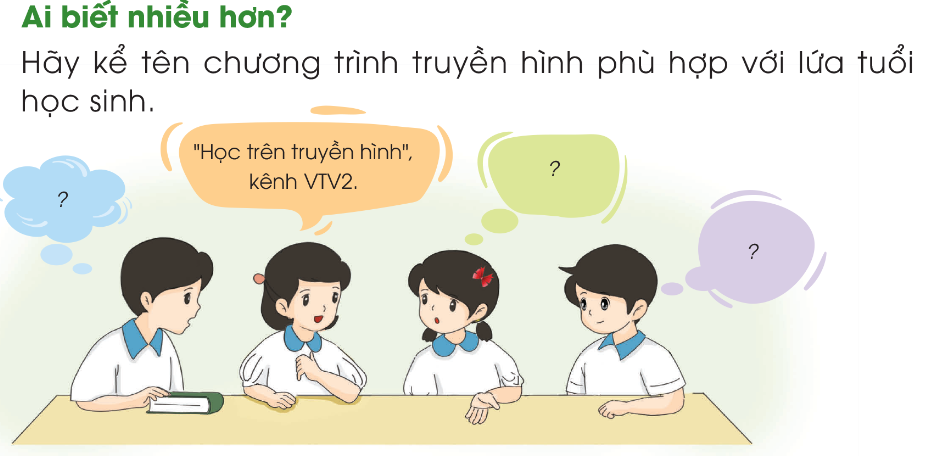 Ai biết nhiều hơn?
Hãy kể tên chương trình truyền hình phù hợp với lứa tuổi
học sinh.
"Học trên truyền hình",
kênh VTV2.
?
?
?